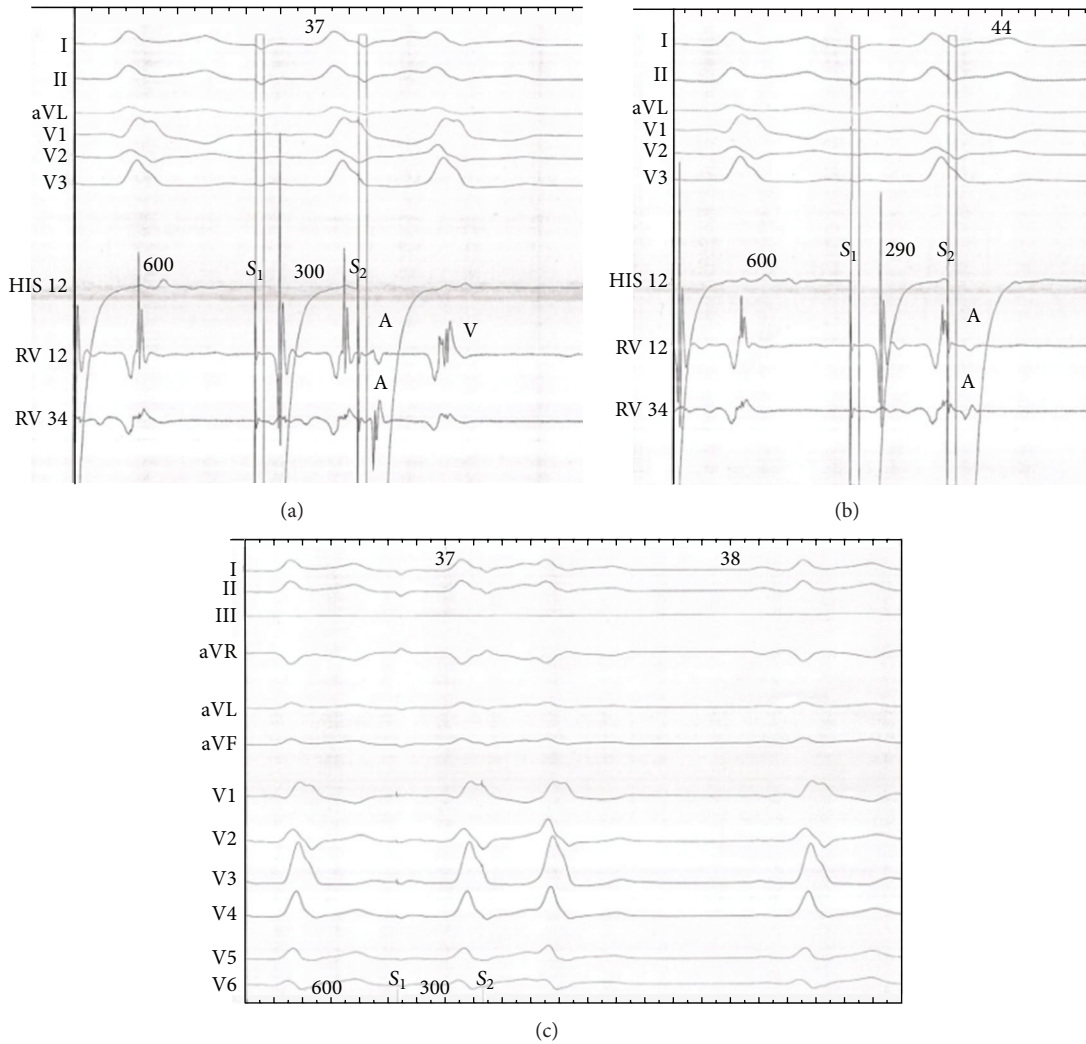 37
I
II
aVL
V1
V2
V3
600 S1 300 S2
HIS 12
A
V
RV 12
A
RV 34
(a)
44
I
II
aVL
V1
V2
V3
600 S1 290 S2
HIS 12
A
RV 12
A
RV 34
(b)
37 38
I
II
III
aVR
aVL
aVF
V1
V2
V3
V4
V5
V6
600 S1 300 S2
(c)